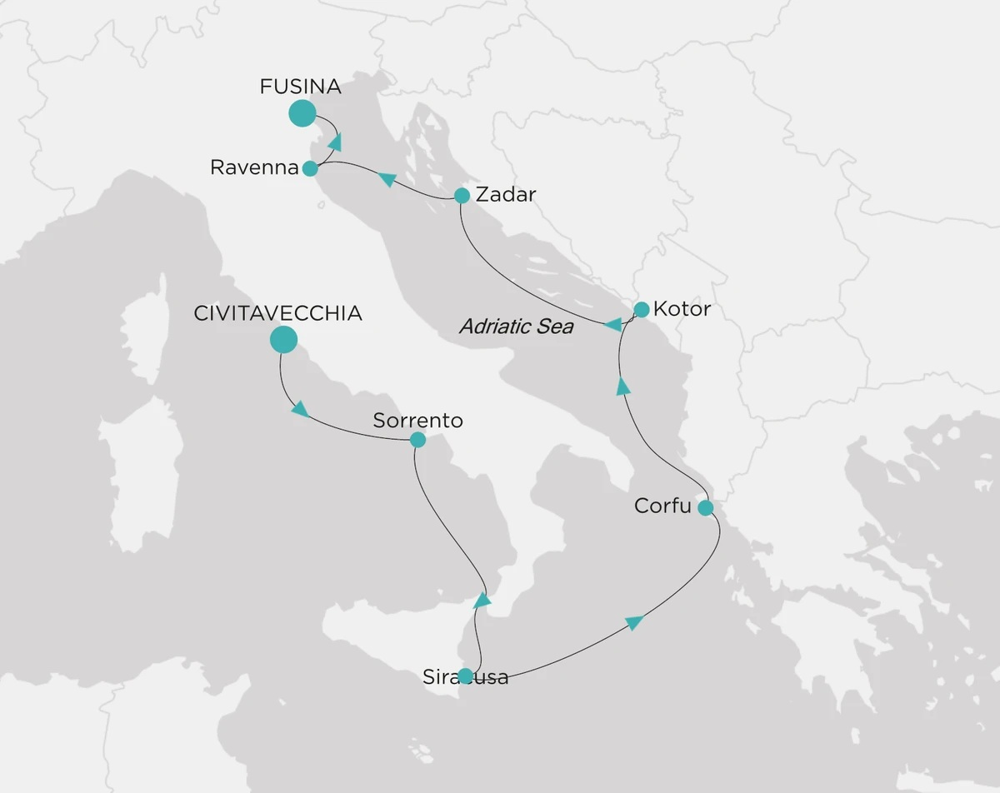 FUSINA
Ravenna
Zadar
Kotor
CIVITAVECCHIA
Adriatic Sea
Sorrento
Corfu
Siracusa